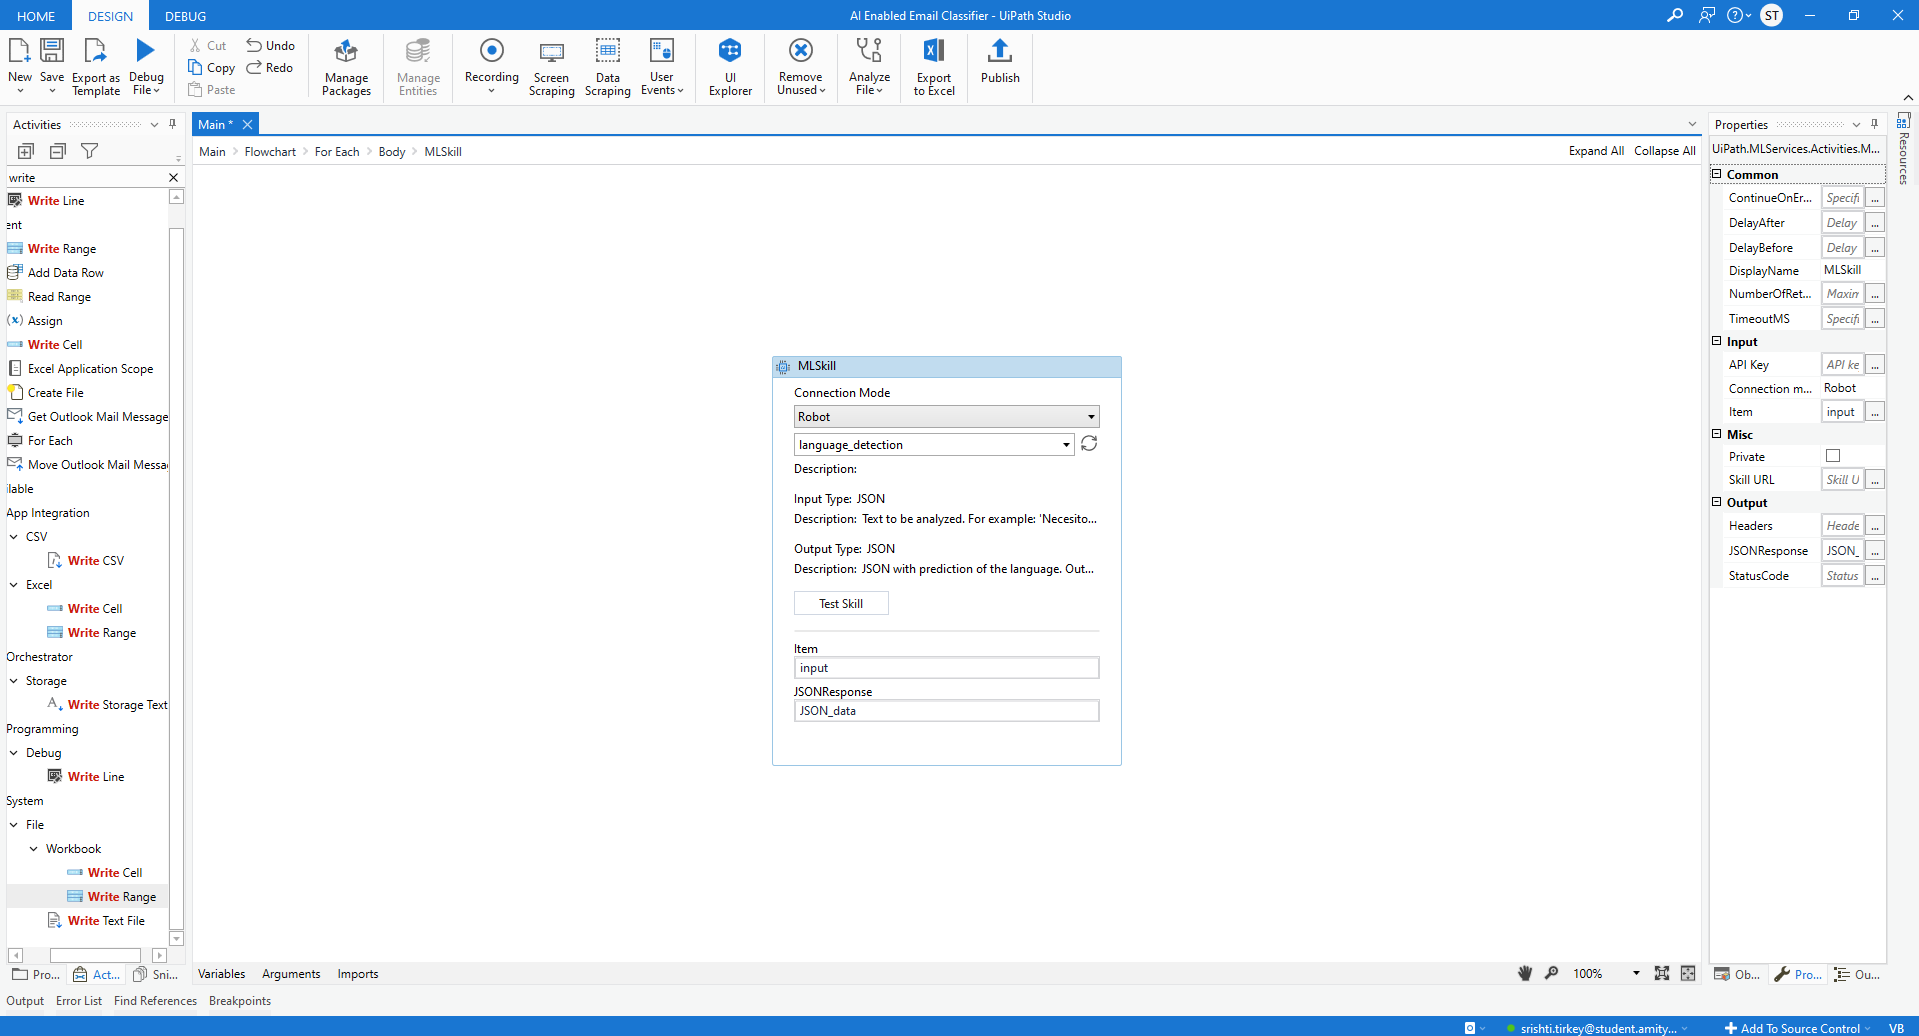 HOME DESIGN DEBUG
AI Enabled Email Classifier - UiPath Studio
ST
New
Save
Export as Template
Debug File
Cut
Copy
Paste
Undo
Redo
Manage Packages
Manage Entities
Recording
Screen Scraping
Data Scraping
User Events
UI Explorer
Remove Unused
Analyze File
Export to Excel
Publish
Activities
write
Write Line
ent
Write Range
Add Data Row
Read Range
Assign
Write Cell
Excel Application Scope
Create File
Get Outlook Mail Message
For Each
Move Outlook Mail Messa
ilable
App Integration
CSV
Write CSV
Excel
Write Cell
Write Range
Orchestrator
Storage
Write Storage Text
Programming
Debug
Write Line
System
File
Workbook
Write Cell
Write Range
Write Text File
Pro... Act... Sni...
Main *
Main Flowchart For Each Body MLSkill
Expand All Collapse All
MLSkill
Connection Mode
Robot
language_detection
Description:
Input Type: JSON
Description: Text to be analyzed. For example: 'Necesito...
Output Type: JSON
Description: JSON with prediction of the language. Out...
Test Skill
Item
input
JSONResponse
JSON_data
Variables Arguments Imports
100%
Properties
UiPath.MLServices.Activities.M...
Common
ContinueOnEr... Specifi ...
DelayAfter Delay ...
DelayBefore Delay ...
DisplayName MLSkill
NumberOfRet... Maxim ...
TimeoutMS Specifi ...
Input
API Key API ke ...
Connection m... Robot
Item input ...
Misc
Private
Skill URL Skill U ...
Output
Headers Heade ...
JSONResponse JSON_ ...
StatusCode Status ...
Ob... Pro... Ou...
Resources
Output Error List Find References Breakpoints
srishti.tirkey@student.amity...
Add To Source Control
VB